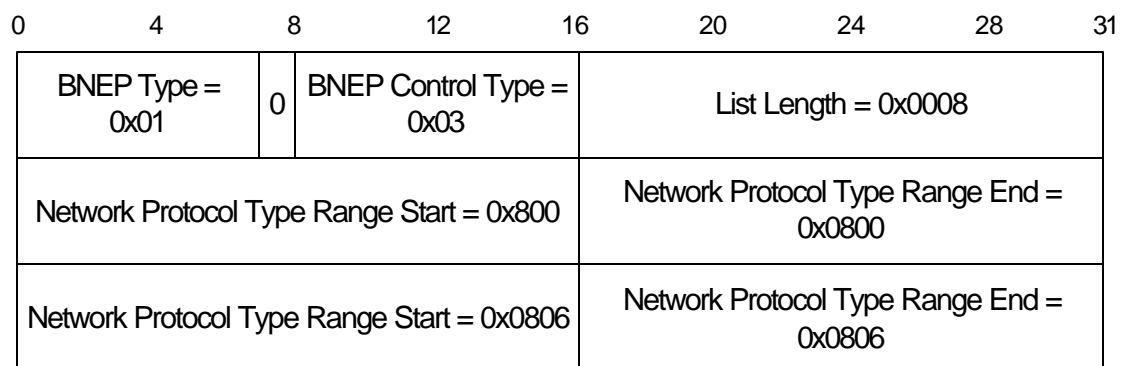 0 4 8 12 16 20 24 28 31
BNEP Type =
0x01
0
BNEP Control Type =
0x03
List Length = 0x0008
Network Protocol Type Range Start = 0x800
Network Protocol Type Range End =
0x0800
Network Protocol Type Range Start = 0x0806
Network Protocol Type Range End =
0x0806